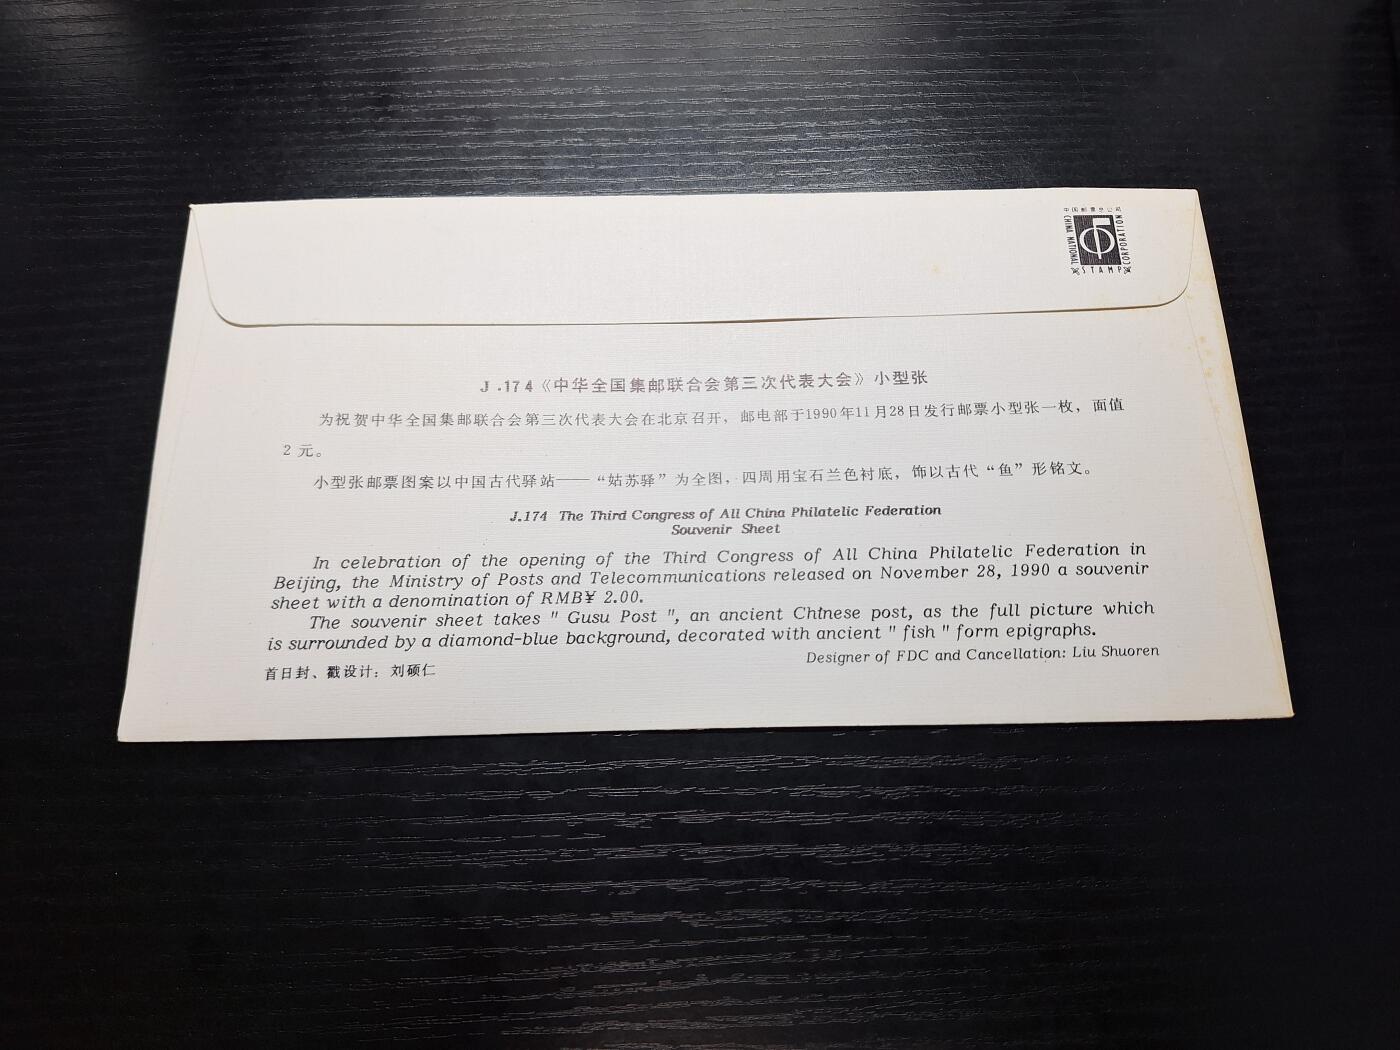 中国邮票总公司
CHINA NATIONAL
STAMP
CORPORATION
J.174《中华全国集邮联合会第三次代表大会》小型张
为祝贺中华全国集邮联合会第三次代表大会在北京召开，邮电部于1990年11月28日发行邮票小型张一枚，面值
2元。
小型张邮票图案以中国古代驿站——“姑苏驿”为全图，四周用宝石兰色衬底，饰以古代“鱼”形铭文。
J.174 The Third Congress of All China Philatelic Federation
Souvenir Sheet
In celebration of the opening of the Third Congress of All China Philatelic Federation in
Beijing, the Ministry of Posts and Telecommunications released on November 28, 1990 a souvenir
sheet with a denomination of RMB¥ 2.00.
The souvenir sheet takes " Gusu Post ", an ancient Chinese post, as the full picture which
is surrounded by a diamond-blue background, decorated with ancient " fish " form epigraphs.
Designer of FDC and Cancellation: Liu Shuoren
首日封、戳设计：刘硕仁